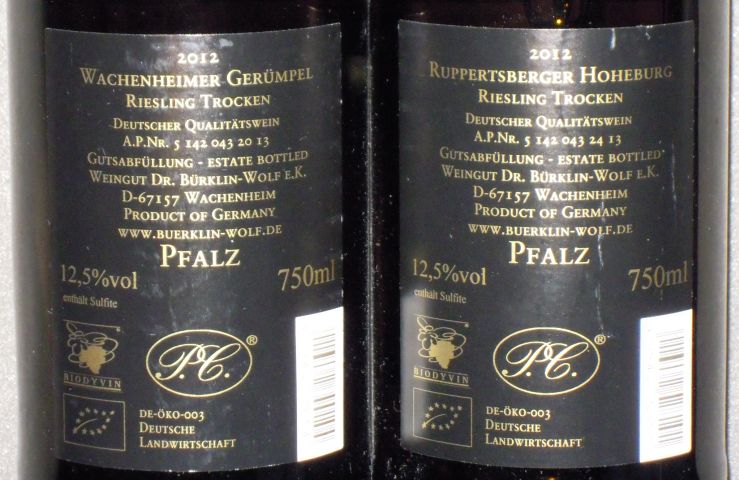 2012
WACHENHEIMER GERÜMPEL
RIESLING TROCKEN
DEUTSCHER QUALITÄTSWEIN
A.P.NR. 5 142 043 20 13
GUTSABFÜLLUNG - ESTATE BOTTLED
WEINGUT DR. BÜRKLIN-WOLF E.K.
D-67157 WACHENHEIM
PRODUCT OF GERMANY
WWW.BUERKLIN-WOLF.DE
PFALZ
12,5%vol 750ml
enthält Sulfite
BIODYVIN
P.C.®
DE-ÖKO-003
DEUTSCHE
LANDWIRTSCHAFT
2012
RUPPERTSBERGER HOHEBURG
RIESLING TROCKEN
DEUTSCHER QUALITÄTSWEIN
A.P.NR. 5 142 043 24 13
GUTSABFÜLLUNG - ESTATE BOTTLED
WEINGUT DR. BÜRKLIN-WOLF E.K.
D-67157 WACHENHEIM
PRODUCT OF GERMANY
WWW.BUERKLIN-WOLF.DE
PFALZ
12,5%vol 750ml
enthält Sulfite
BIODYVIN
P.C.®
DE-ÖKO-003
DEUTSCHE
LANDWIRTSCHAFT